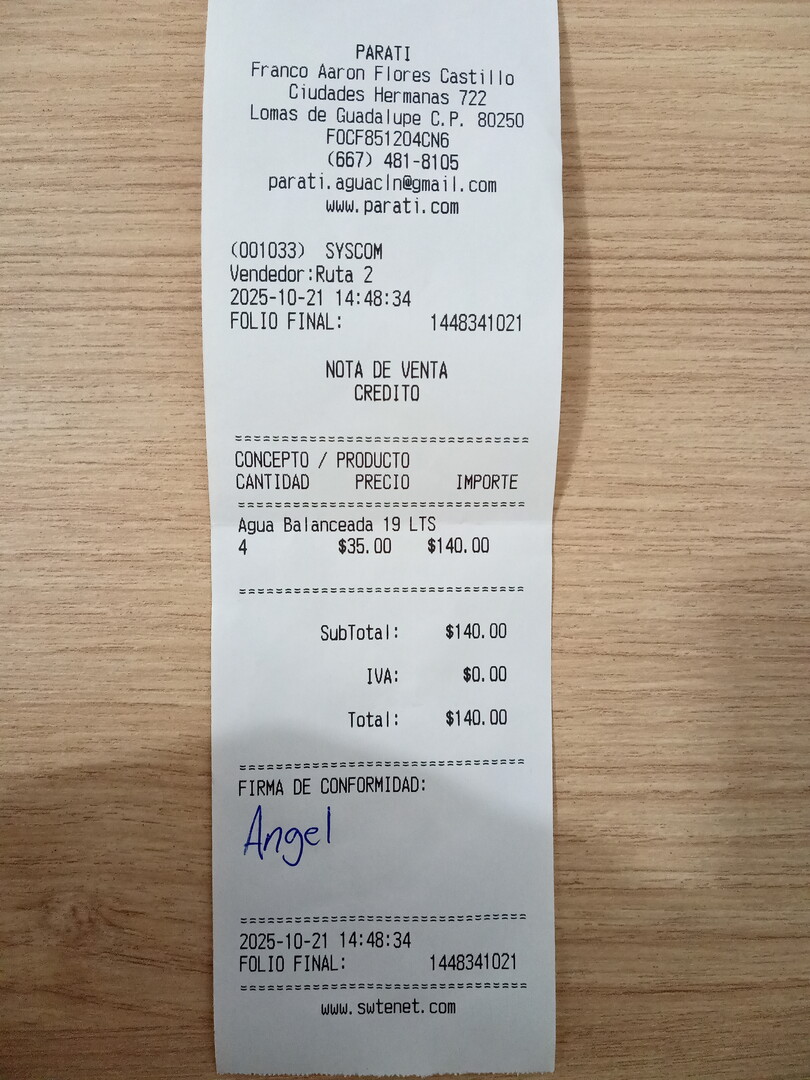 PARATI
Franco Aaron Flores Castillo
Ciudades Hermanas 722
Lomas de Guadalupe C.P. 80250
FOCF851204CN6
(667) 481-8105
parati.aguacln@gmail.com
www.parati.com
(001033) SYSCOM
Vendedor:Ruta 2
2025-10-21 14:48:34
FOLIO FINAL: 1448341021
NOTA DE VENTA
CREDITO
==============================
CONCEPTO / PRODUCTO
CANTIDAD PRECIO IMPORTE
==============================
Agua Balanceada 19 LTS
4 $35.00 $140.00
==============================
SubTotal: $140.00
IVA: $0.00
Total: $140.00
==============================
FIRMA DE CONFORMIDAD:
Angel
==============================
2025-10-21 14:48:34
FOLIO FINAL: 1448341021
==============================
www.swtenet.com